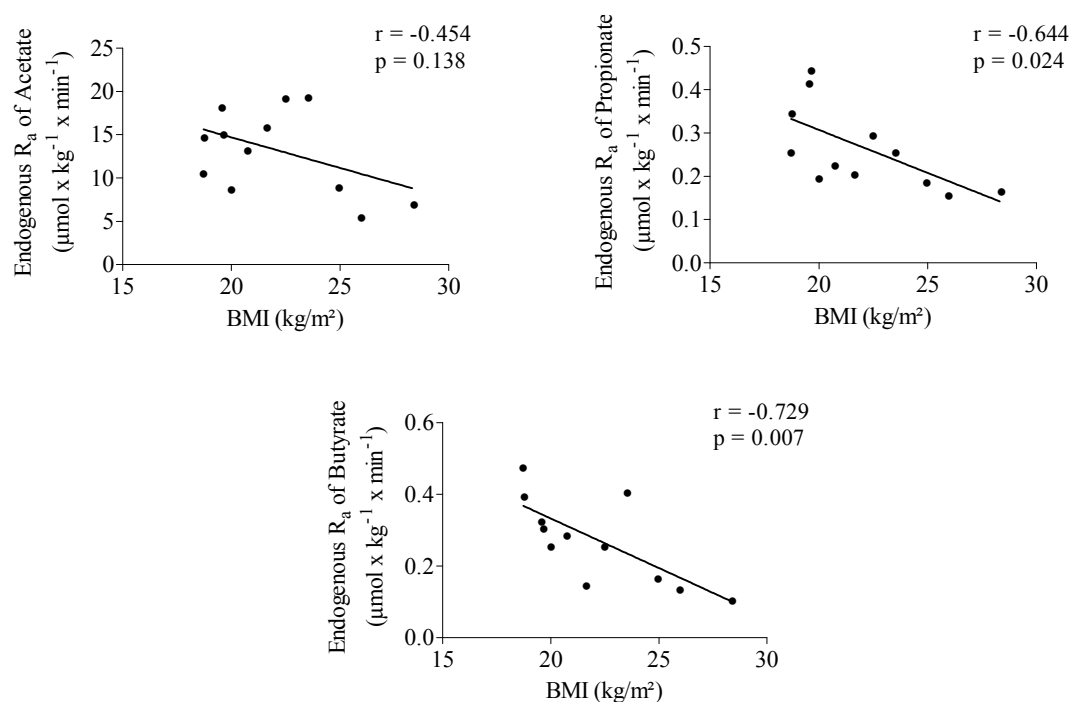 r = -0.454
p = 0.138
Endogenous Rₐ of Acetate
(µmol x kg⁻¹ x min⁻¹)
25
20
15
10
5
0
15 20 25 30
BMI (kg/m²)
r = -0.644
p = 0.024
Endogenous Rₐ of Propionate
(µmol x kg⁻¹ x min⁻¹)
0.5
0.4
0.3
0.2
0.1
0.0
15 20 25 30
BMI (kg/m²)
r = -0.729
p = 0.007
Endogenous Rₐ of Butyrate
(µmol x kg⁻¹ x min⁻¹)
0.6
0.4
0.2
0.0
15 20 25 30
BMI (kg/m²)